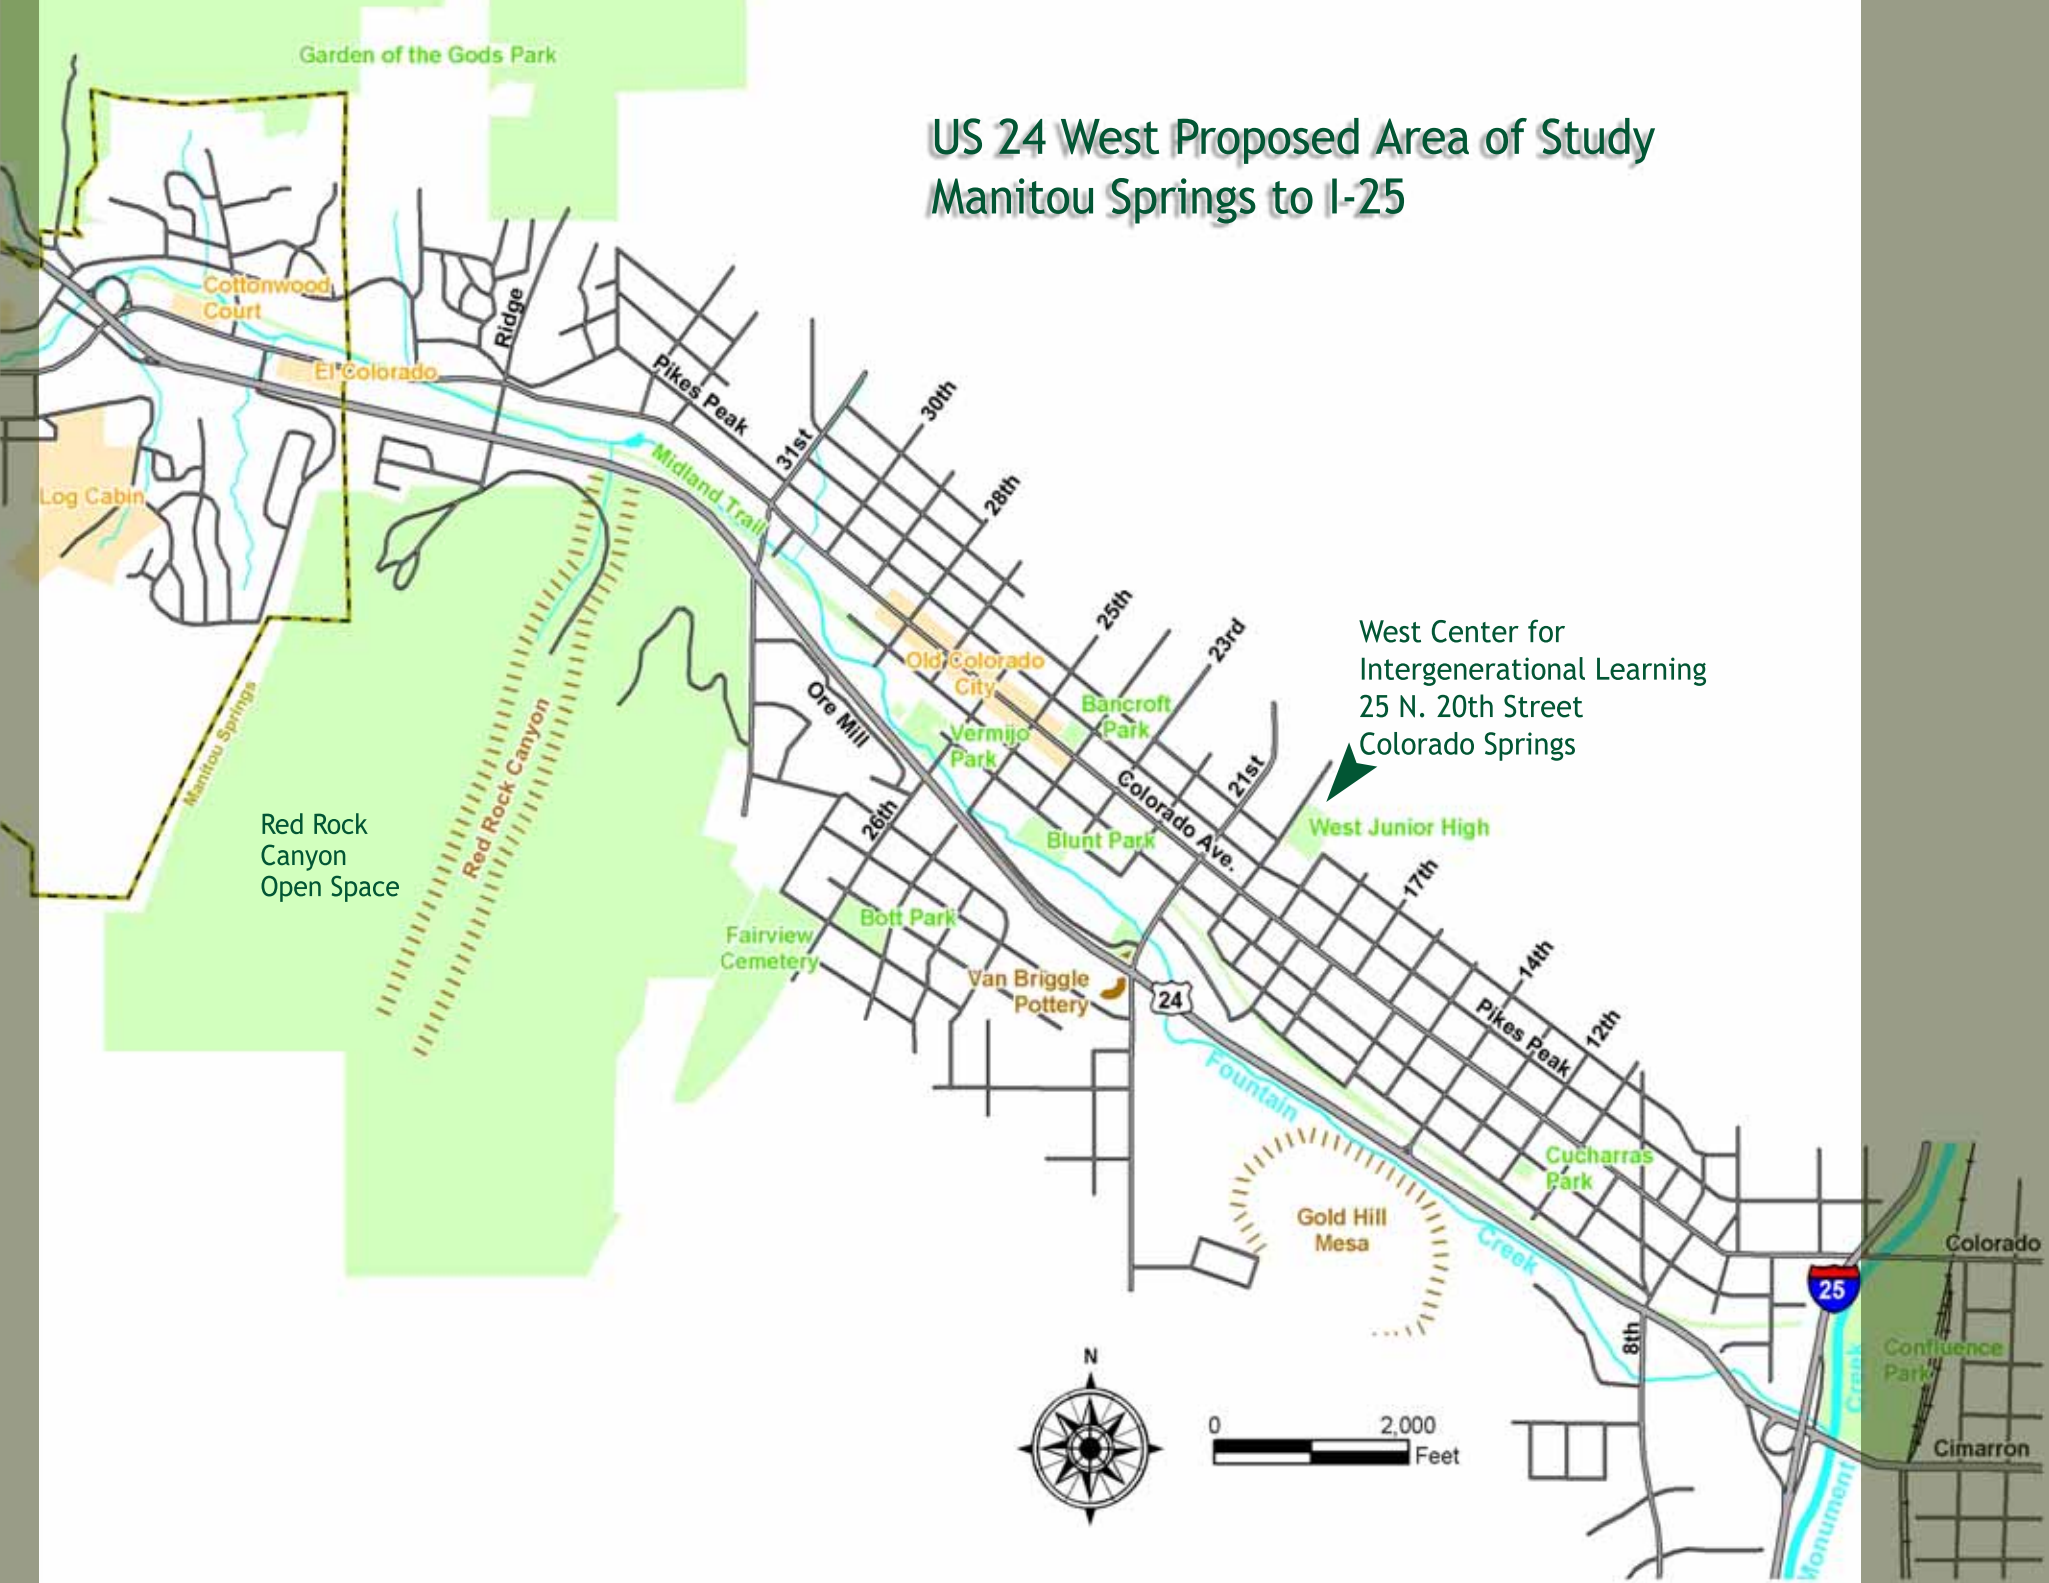 Garden of the Gods Park
US 24 West Proposed Area of Study
Manitou Springs to I-25
Cottonwood
Court
Ridge
El Colorado
Pikes Peak
30th
31st
Midland Trail
28th
Log Cabin
25th
23rd
West Center for
Intergenerational Learning
25 N. 20th Street
Colorado Springs
Old Colorado
City
Manitou Springs
Ore Mill
Bancroft
Park
Vermijo
Park
Red Rock Canyon
21st
Colorado Ave.
Red Rock
Canyon
Open Space
26th
Blunt Park
West Junior High
17th
Bott Park
Fairview
Cemetery
Van Briggle
Pottery
24
14th
Pikes Peak
12th
Fountain
Creek
Cucharras
Park
Gold Hill
Mesa
Colorado
25
8th
Confluence
Park
Creek
Monument
Cimarron
N
0 2,000
Feet